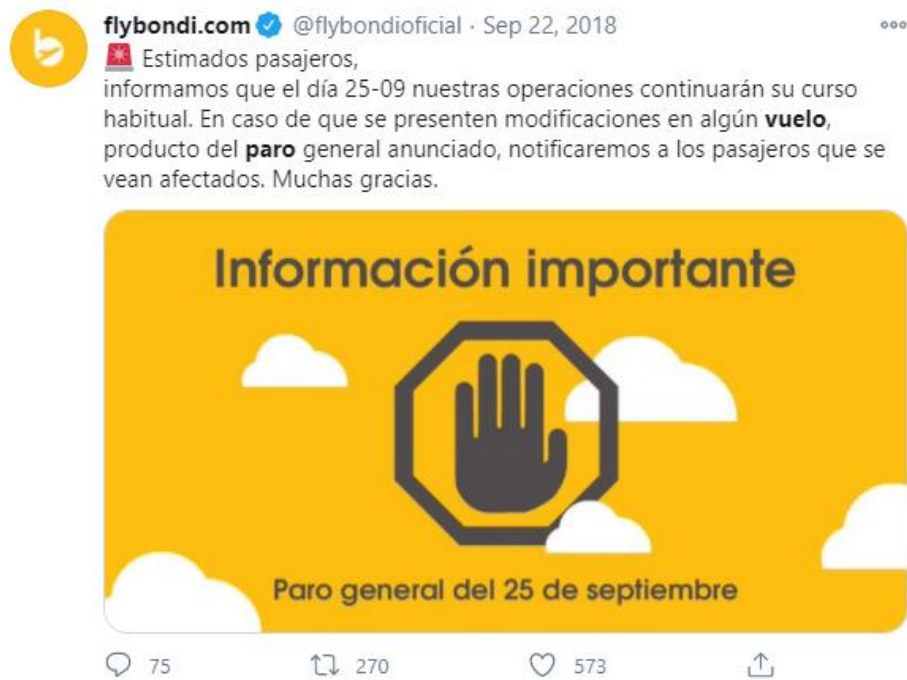 flybondi.com @flybondioficial · Sep 22, 2018
🚨 Estimados pasajeros,
informamos que el día 25-09 nuestras operaciones continuarán su curso
habitual. En caso de que se presenten modificaciones en algún vuelo,
producto del paro general anunciado, notificaremos a los pasajeros que se
vean afectados. Muchas gracias.
Información importante
Paro general del 25 de septiembre
75 270 573